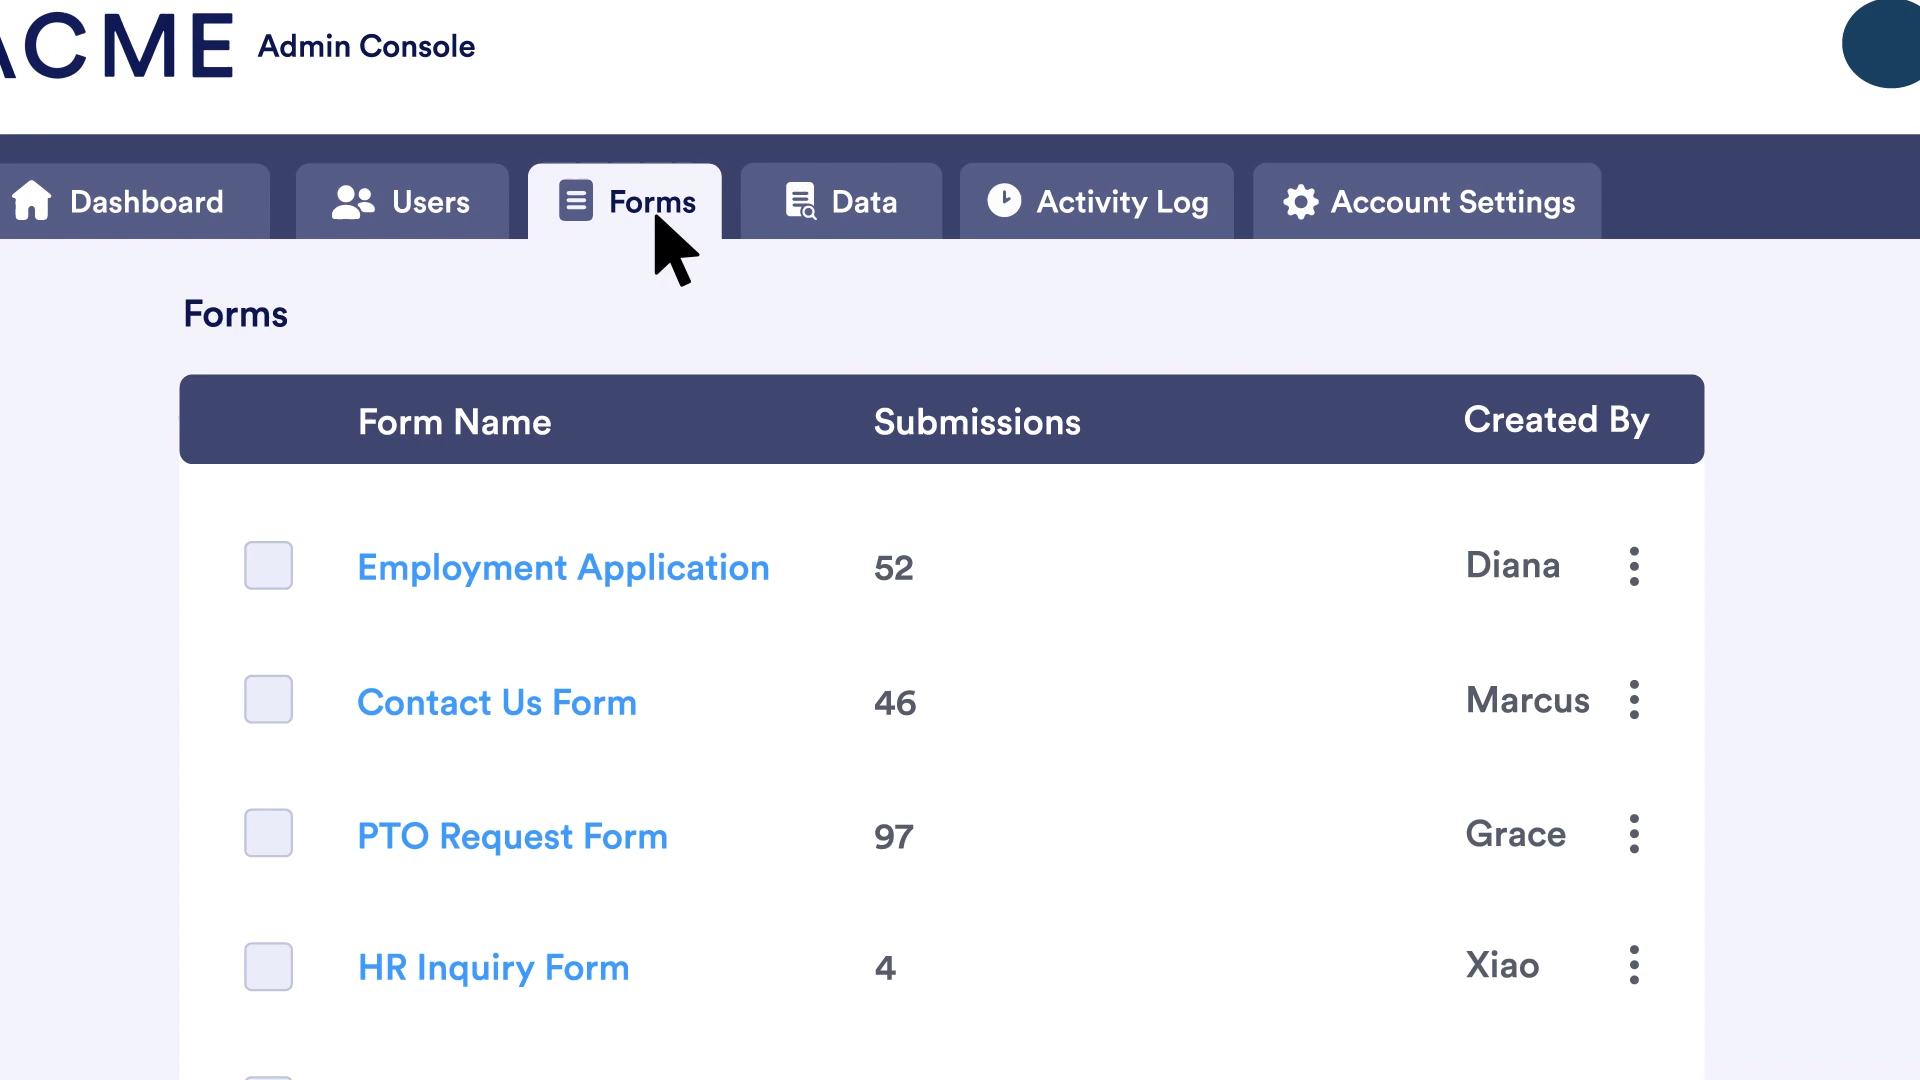 ACME Admin Console
Dashboard Users Forms Data Activity Log Account Settings
Forms
Form Name Submissions Created By
Employment Application 52 Diana
Contact Us Form 46 Marcus
PTO Request Form 97 Grace
HR Inquiry Form 4 Xiao